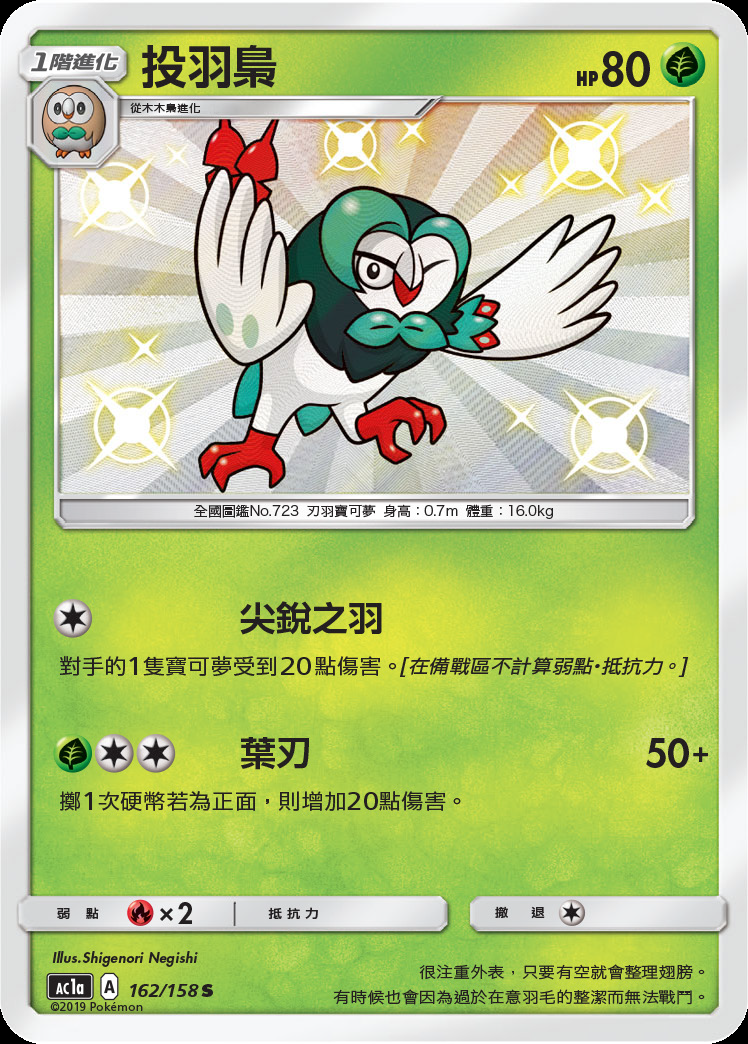 1階進化
投羽梟
HP80
從木木梟進化
全國圖鑑No.723 刃羽寶可夢 身高：0.7m 體重：16.0kg
尖銳之羽
對手的1隻寶可夢受到20點傷害。[在備戰區不計算弱點・抵抗力。]
葉刃 50+
擲1次硬幣若為正面，則增加20點傷害。
弱點 ×2 抵抗力 撤退
Illus.Shigenori Negishi
很注重外表，只要有空就會整理翅膀。
AC1a A 162/158 S
有時候也會因為過於在意羽毛的整潔而無法戰鬥。
©2019 Pokémon